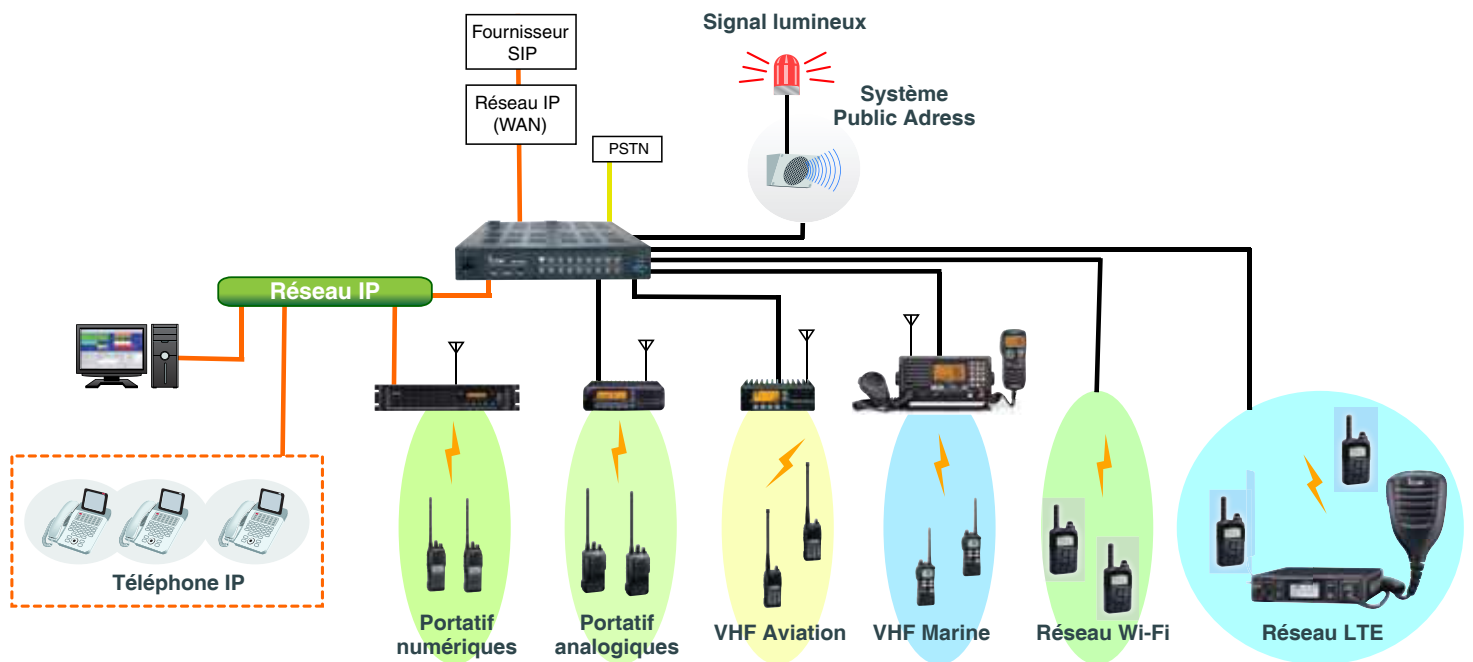 Fournisseur
SIP
Réseau IP
(WAN)
PSTN
Signal lumineux
Système
Public Adress
Réseau IP
Téléphone IP
Portatif
numériques
Portatif
analogiques
VHF Aviation
VHF Marine
Réseau Wi-Fi
Réseau LTE